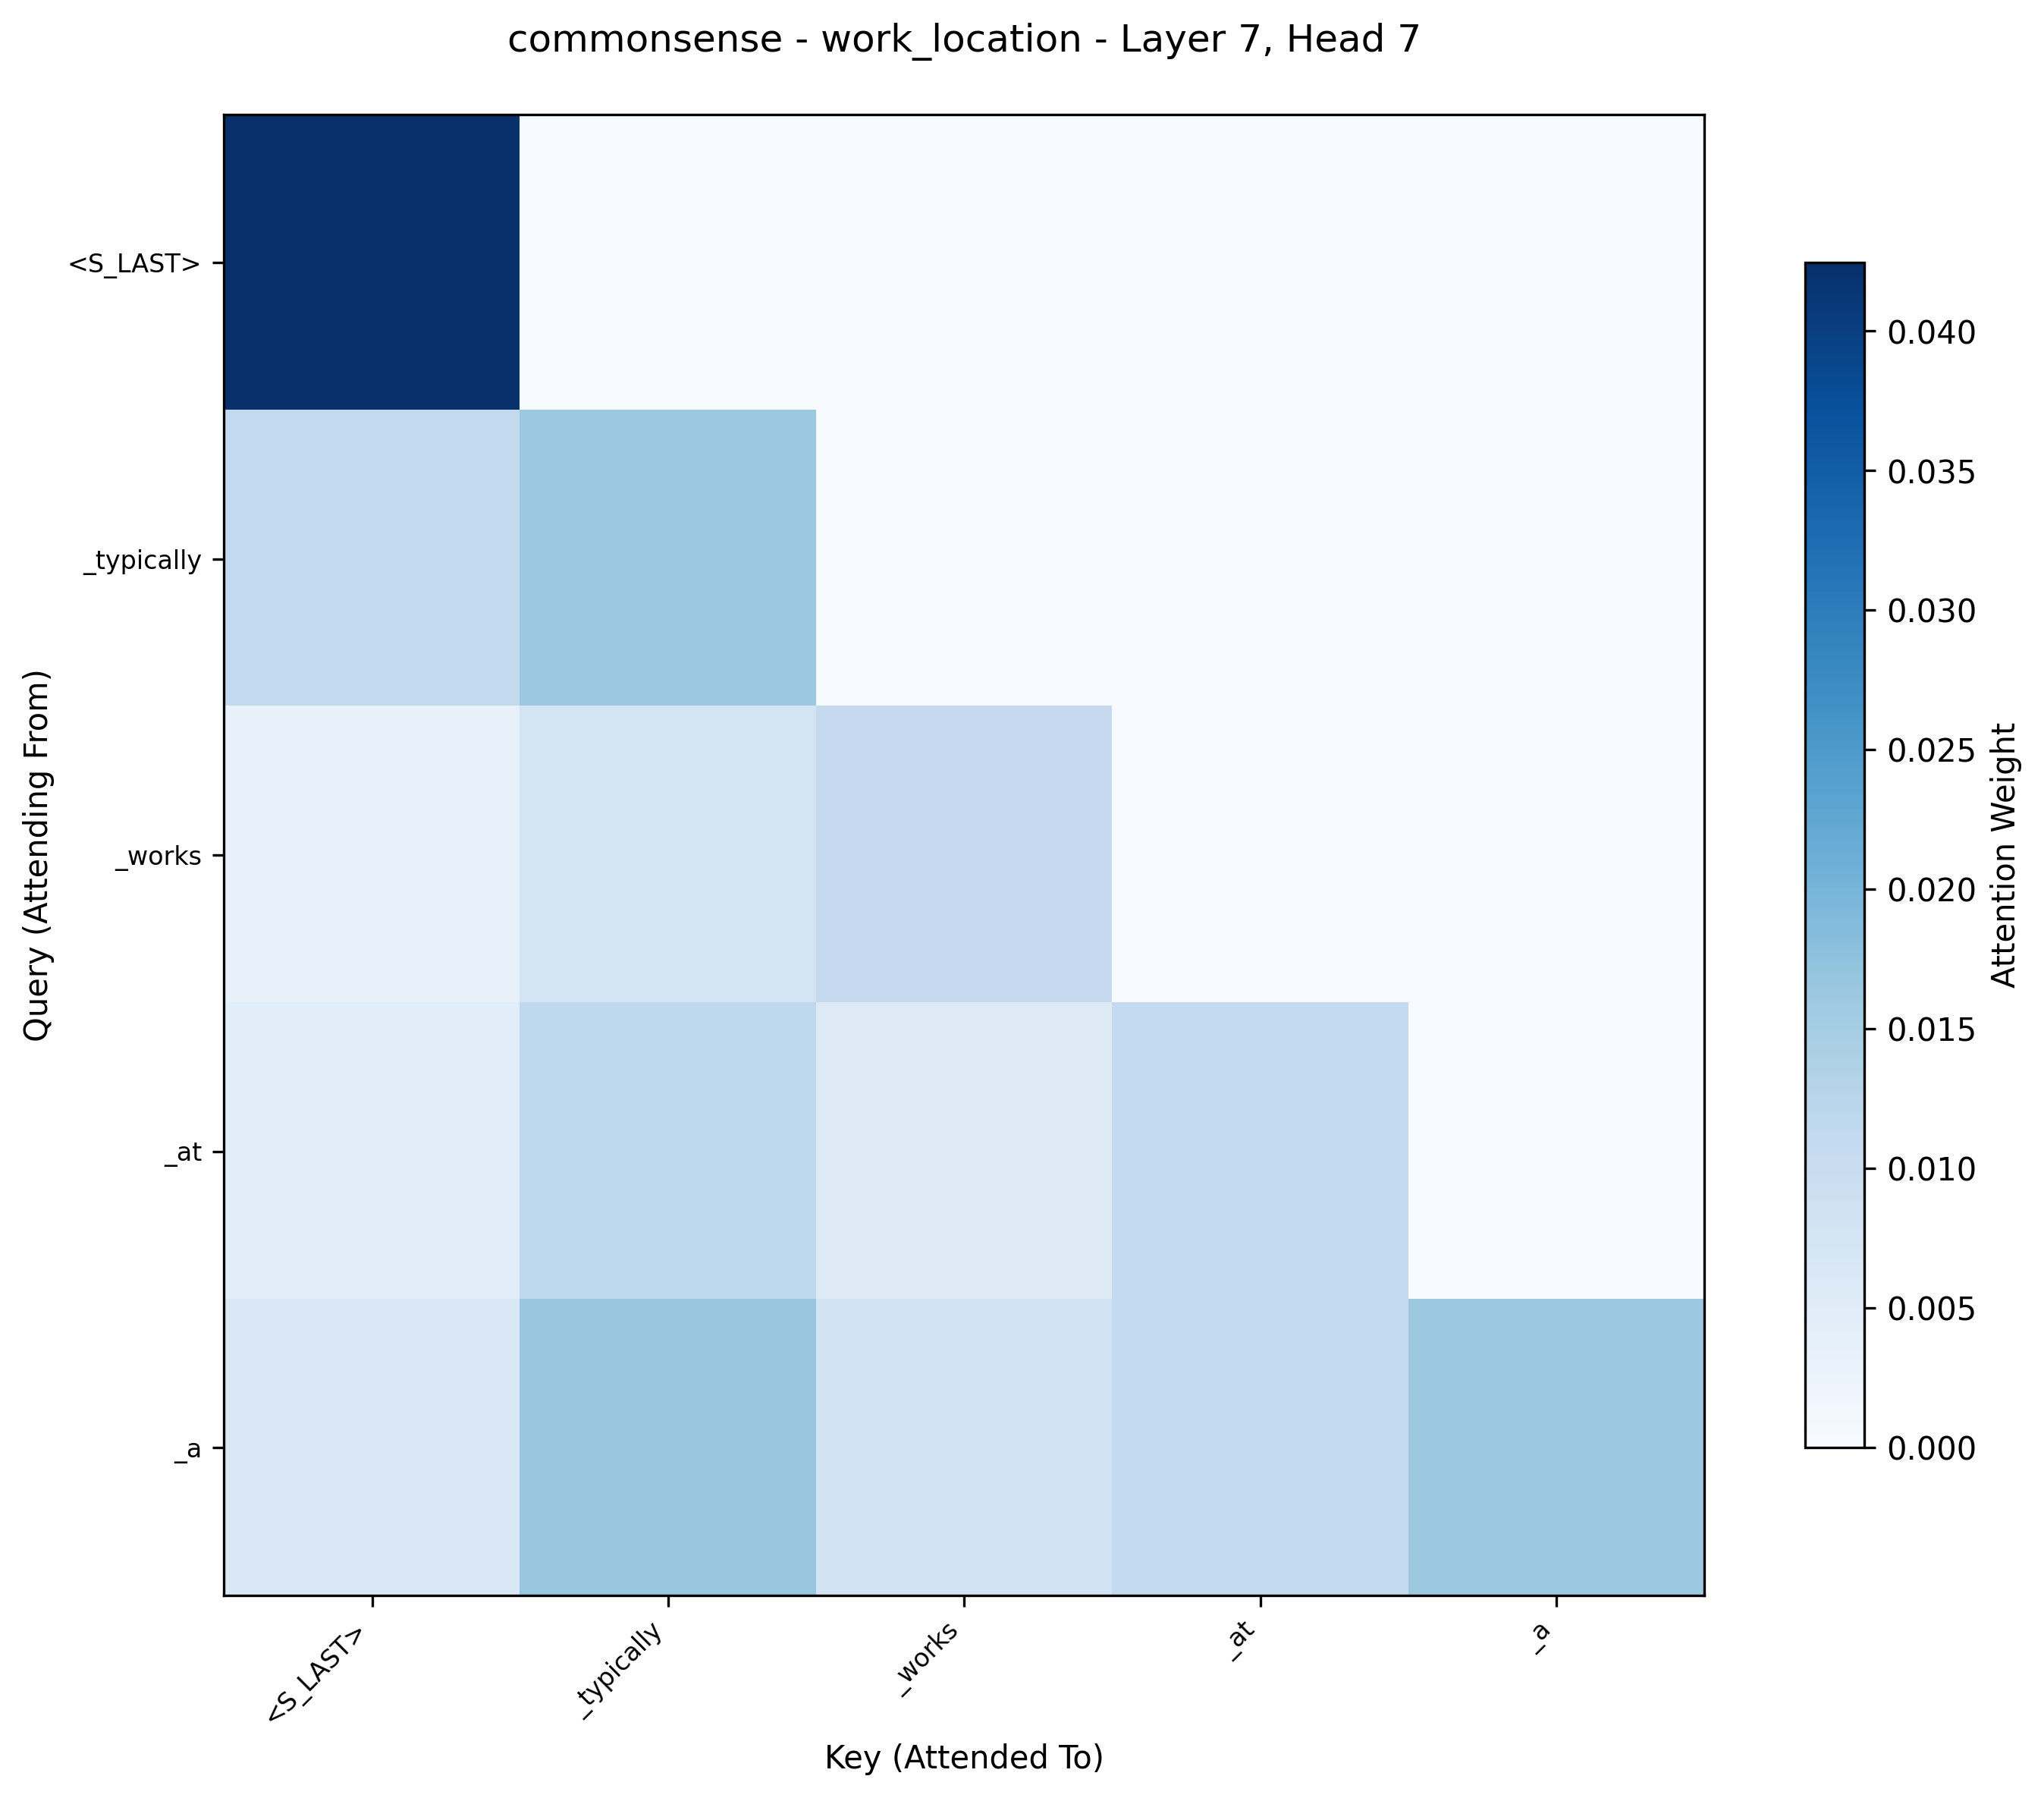 commonsense - work_location - Layer 7, Head 7
Query (Attending From)
<S_LAST>
_typically
_works
_at
_a
<S_LAST>
_typically
_works
_at
_a
Key (Attended To)
0.040
0.035
0.030
0.025
0.020
0.015
0.010
0.005
0.000
Attention Weight